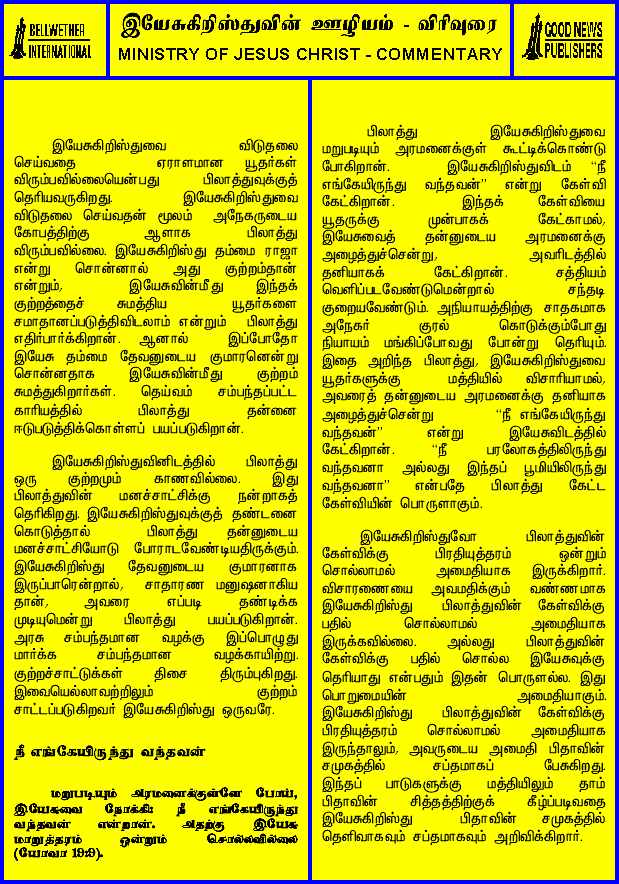 BELLWETHER
INTERNATIONAL
இயேசுகிறிஸ்துவின் ஊழியம் - விரிவுரை
MINISTRY OF JESUS CHRIST - COMMENTARY
GOOD NEWS
PUBLISHERS
இயேசுகிறிஸ்துவை விடுதலை
செய்வதை ஏராளமான யூதர்கள்
விரும்பவில்லையென்பது பிலாத்துவுக்குத்
தெரியவருகிறது. இயேசுகிறிஸ்துவை
விடுதலை செய்வதன் மூலம் அநேகருடைய
கோபத்திற்கு ஆளாக பிலாத்து
விரும்பவில்லை. இயேசுகிறிஸ்து தம்மை ராஜா
என்று சொன்னால் அது குற்றம்தான்
என்றும், இயேசுவின்மீது இந்தக்
குற்றத்தைச் சுமத்திய யூதர்களை
சமாதானப்படுத்திவிடலாம் என்றும் பிலாத்து
எதிர்பார்க்கிறான். ஆனால் இப்போதோ
இயேசு தம்மை தேவனுடைய குமாரனென்று
சொன்னதாக இயேசுவின்மீது குற்றம்
சுமத்துகிறார்கள். தெய்வம் சம்பந்தப்பட்ட
காரியத்தில் பிலாத்து தன்னை
ஈடுபடுத்திக்கொள்ளப் பயப்படுகிறான்.
இயேசுகிறிஸ்துவினிடத்தில் பிலாத்து
ஒரு குற்றமும் காணவில்லை. இது
பிலாத்துவின் மனச்சாட்சிக்கு நன்றாகத்
தெரிகிறது. இயேசுகிறிஸ்துவுக்குத் தண்டனை
கொடுத்தால் பிலாத்து தன்னுடைய
மனச்சாட்சியோடு போராடவேண்டியதிருக்கும்.
இயேசுகிறிஸ்து தேவனுடைய குமாரனாக
இருப்பாரென்றால், சாதாரண மனுஷனாகிய
தான், அவரை எப்படி தண்டிக்க
முடியுமென்று பிலாத்து பயப்படுகிறான்.
அரசு சம்பந்தமான வழக்கு இப்பொழுது
மார்க்க சம்பந்தமான வழக்காயிற்று.
குற்றச்சாட்டுக்கள் திசை திரும்புகிறது.
இவையெல்லாவற்றிலும் குற்றம்
சாட்டப்படுகிறவர் இயேசுகிறிஸ்து ஒருவரே.
நீ எங்கேயிருந்து வந்தவன்
மறுபடியும் அரமனைக்குள்ளே போய்,
இயேசுவை நோக்கி: நீ எங்கேயிருந்து
வந்தவன் என்றான். அதற்கு இயேசு
மாறுத்தரம் ஒன்றும் சொல்லவில்லை
(யோவா 19:9).
பிலாத்து இயேசுகிறிஸ்துவை
மறுபடியும் அரமனைக்குள் கூட்டிக்கொண்டு
போகிறான். இயேசுகிறிஸ்துவிடம் “நீ
எங்கேயிருந்து வந்தவன்” என்று கேள்வி
கேட்கிறான். இந்தக் கேள்வியை
யூதருக்கு முன்பாகக் கேட்காமல்,
இயேசுவைத் தன்னுடைய அரமனைக்கு
அழைத்துச்சென்று, அவரிடத்தில்
தனியாகக் கேட்கிறான். சத்தியம்
வெளிப்படவேண்டுமென்றால் சந்தடி
குறையவேண்டும். அநியாயத்திற்கு சாதகமாக
அநேகர் குரல் கொடுக்கும்போது
நியாயம் மங்கிப்போவது போன்று தெரியும்.
இதை அறிந்த பிலாத்து, இயேசுகிறிஸ்துவை
யூதர்களுக்கு மத்தியில் விசாரியாமல்,
அவரைத் தன்னுடைய அரமனைக்கு தனியாக
அழைத்துச்சென்று “நீ எங்கேயிருந்து
வந்தவன்” என்று இயேசுவிடத்தில்
கேட்கிறான். “நீ பரலோகத்திலிருந்து
வந்தவனா அல்லது இந்தப் பூமியிலிருந்து
வந்தவனா” என்பதே பிலாத்து கேட்ட
கேள்வியின் பொருளாகும்.
இயேசுகிறிஸ்துவோ பிலாத்துவின்
கேள்விக்கு பிரதியுத்தரம் ஒன்றும்
சொல்லாமல் அமைதியாக இருக்கிறார்.
விசாரணையை அவமதிக்கும் வண்ணமாக
இயேசுகிறிஸ்து பிலாத்துவின் கேள்விக்கு
பதில் சொல்லாமல் அமைதியாக
இருக்கவில்லை. அல்லது பிலாத்துவின்
கேள்விக்கு பதில் சொல்ல இயேசுவுக்கு
தெரியாது என்பதும் இதன் பொருளல்ல. இது
பொறுமையின் அமைதியாகும்.
இயேசுகிறிஸ்து பிலாத்துவின் கேள்விக்கு
பிரதியுத்தரம் சொல்லாமல் அமைதியாக
இருந்தாலும், அவருடைய அமைதி பிதாவின்
சமுகத்தில் சப்தமாகப் பேசுகிறது.
இந்தப் பாடுகளுக்கு மத்தியிலும் தாம்
பிதாவின் சித்தத்திற்குக் கீழ்ப்படிவதை
இயேசுகிறிஸ்து பிதாவின் சமுகத்தில்
தெளிவாகவும் சப்தமாகவும் அறிவிக்கிறார்.